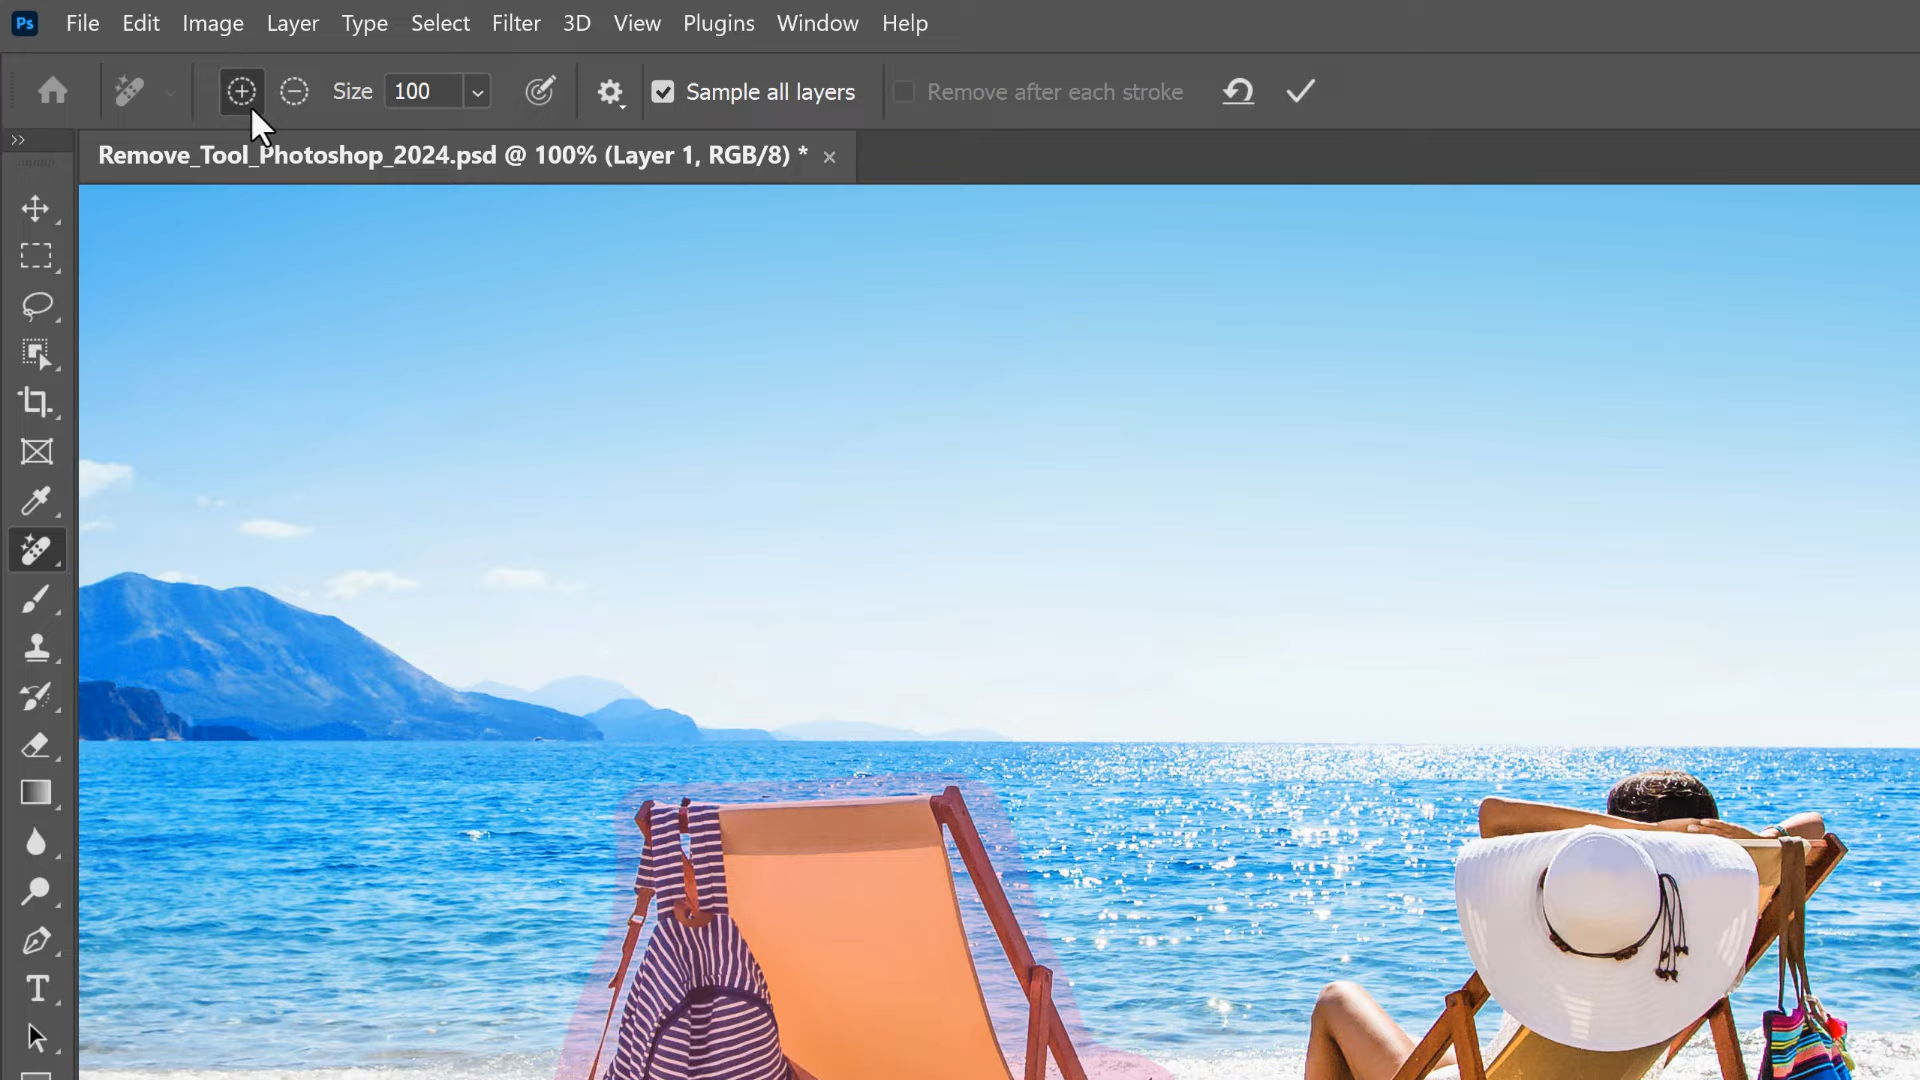 Ps File Edit Image Layer Type Select Filter 3D View Plugins Window Help
Size 100 Sample all layers Remove after each stroke
Remove_Tool_Photoshop_2024.psd @ 100% (Layer 1, RGB/8) *